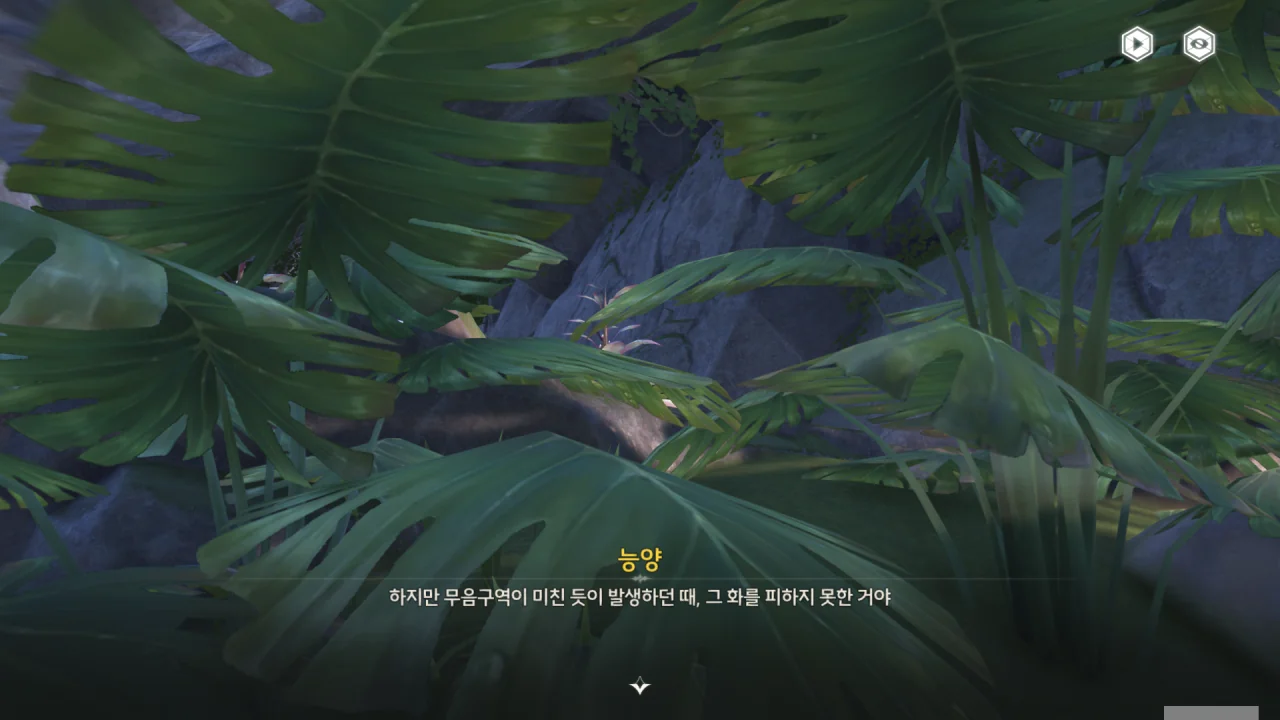 능양
하지만 무음구역이 미친 듯이 발생하던 때, 그 화를 피하지 못한 거야